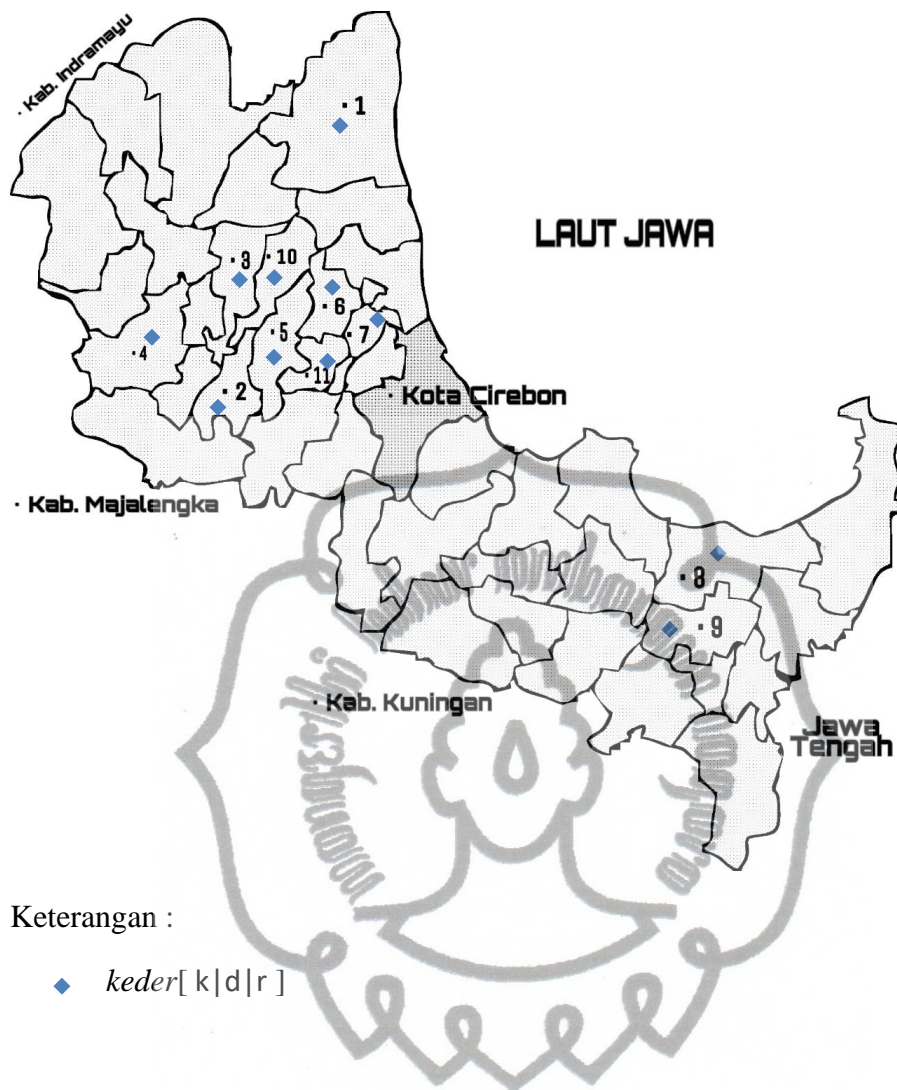 Kab. Indramayu
1
LAUT JAWA
3
10
6
5
7
4
11
2
Kota Cirebon
Kab. Majalengka
8
9
Kab. Kuningan
Jawa
Tengah
Keterangan :
keder[ k|d|r ]